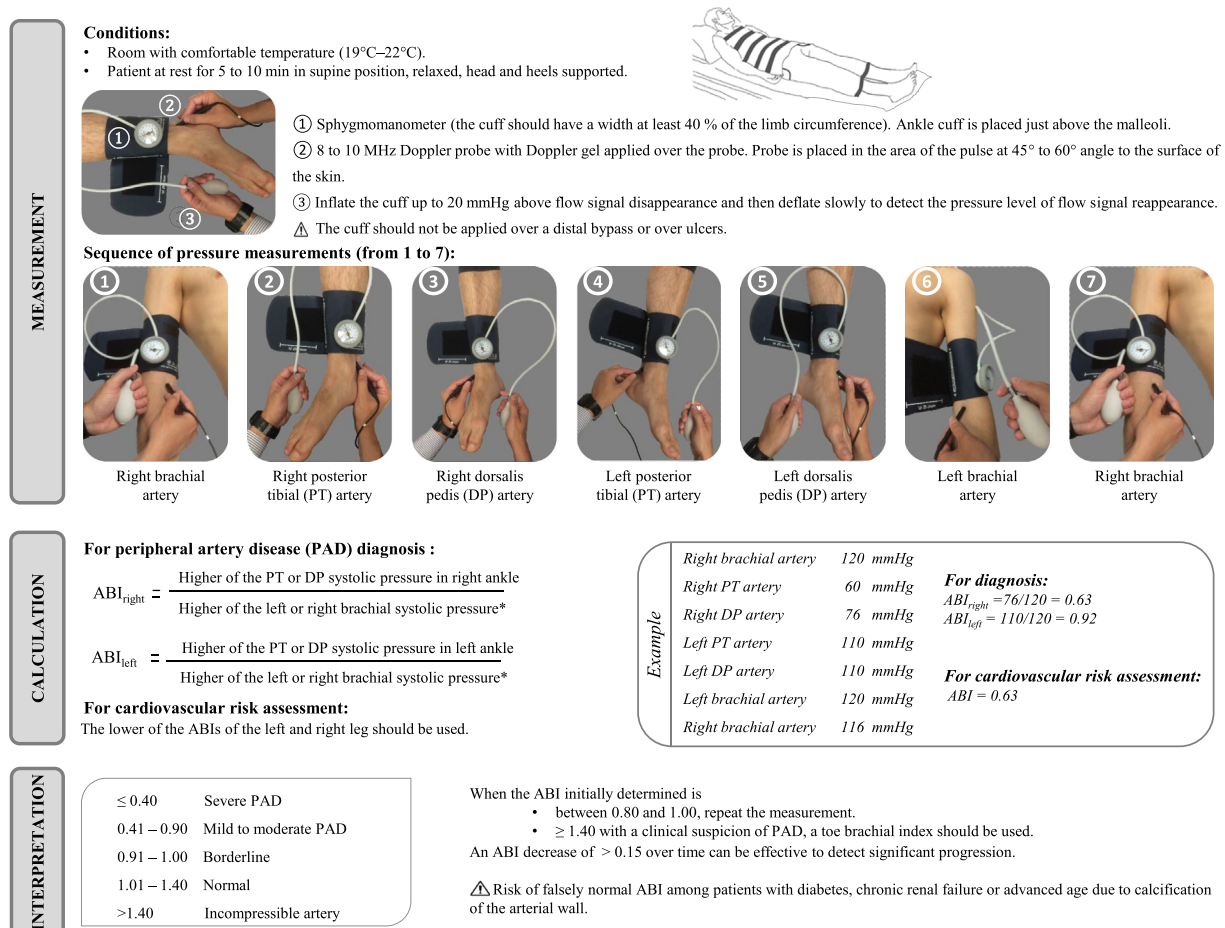 MEASUREMENT
Conditions:
• Room with comfortable temperature (19°C–22°C).
• Patient at rest for 5 to 10 min in supine position, relaxed, head and heels supported.
① ② ③
① Sphygmomanometer (the cuff should have a width at least 40 % of the limb circumference). Ankle cuff is placed just above the malleoli.
② 8 to 10 MHz Doppler probe with Doppler gel applied over the probe. Probe is placed in the area of the pulse at 45° to 60° angle to the surface of
the skin.
③ Inflate the cuff up to 20 mmHg above flow signal disappearance and then deflate slowly to detect the pressure level of flow signal reappearance.
⚠ The cuff should not be applied over a distal bypass or over ulcers.
Sequence of pressure measurements (from 1 to 7):
① ② ③ ④ ⑤ ⑥ ⑦
Right brachial
artery
Right posterior
tibial (PT) artery
Right dorsalis
pedis (DP) artery
Left posterior
tibial (PT) artery
Left dorsalis
pedis (DP) artery
Left brachial
artery
Right brachial
artery
CALCULATION
For peripheral artery disease (PAD) diagnosis :
Higher of the PT or DP systolic pressure in right ankle
ABIright =
Higher of the left or right brachial systolic pressure*
Higher of the PT or DP systolic pressure in left ankle
ABIleft =
Higher of the left or right brachial systolic pressure*
For cardiovascular risk assessment:
The lower of the ABIs of the left and right leg should be used.
Example
Right brachial artery 120 mmHg
Right PT artery 60 mmHg
Right DP artery 76 mmHg
Left PT artery 110 mmHg
Left DP artery 110 mmHg
Left brachial artery 120 mmHg
Right brachial artery 116 mmHg
For diagnosis:
ABIright =76/120 = 0.63
ABIleft = 110/120 = 0.92
For cardiovascular risk assessment:
ABI = 0.63
INTERPRETATION
≤ 0.40 Severe PAD
0.41 – 0.90 Mild to moderate PAD
0.91 – 1.00 Borderline
1.01 – 1.40 Normal
>1.40 Incompressible artery
When the ABI initially determined is
• between 0.80 and 1.00, repeat the measurement.
• ≥ 1.40 with a clinical suspicion of PAD, a toe brachial index should be used.
An ABI decrease of > 0.15 over time can be effective to detect significant progression.
⚠ Risk of falsely normal ABI among patients with diabetes, chronic renal failure or advanced age due to calcification
of the arterial wall.